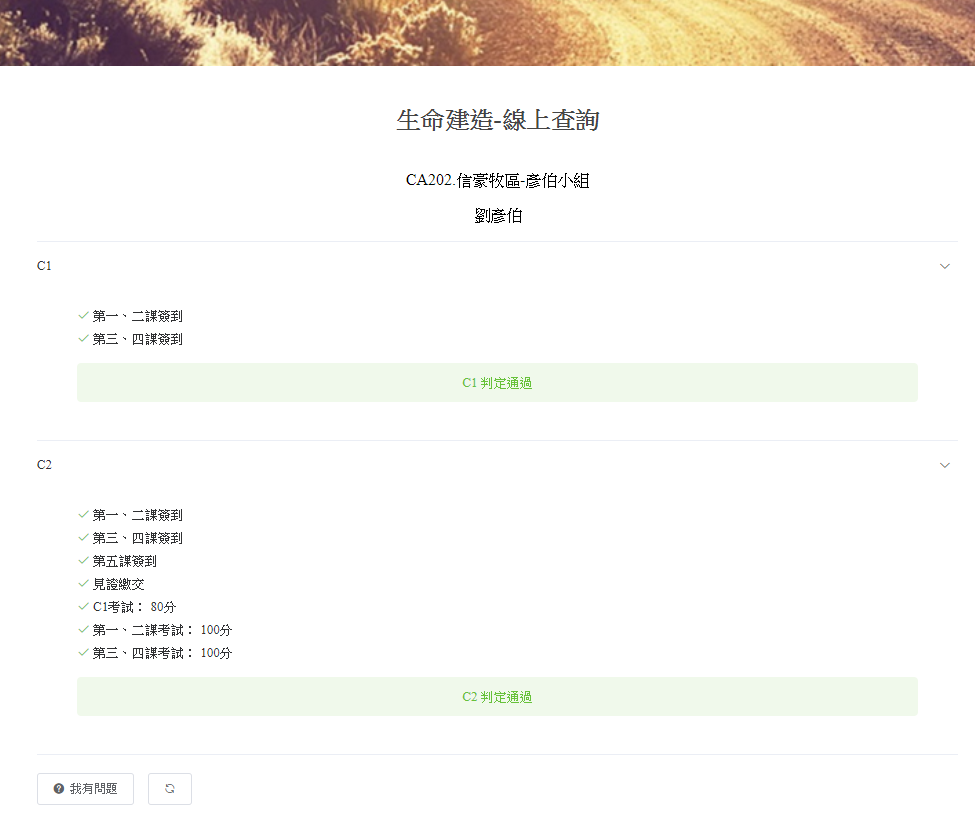 生命建造-線上查詢
CA202.信豪牧區-彥伯小組
劉彥伯
C1
第一、二課簽到
第三、四課簽到
C1 判定通過
C2
第一、二課簽到
第三、四課簽到
第五課簽到
見證繳交
C1考試： 80分
第一、二課考試： 100分
第三、四課考試： 100分
C2 判定通過
我有問題